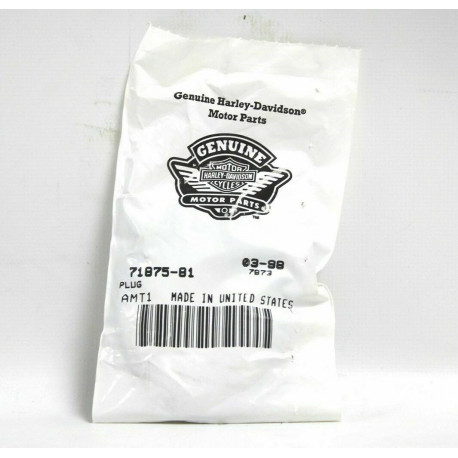 Genuine Harley-Davidson®
Motor Parts
GENUINE
MOTOR
HARLEY-DAVIDSON
CYCLES
MOTOR PARTS
TM
71875-81 03-98
PLUG 7873
AMT1 MADE IN UNITED STATES